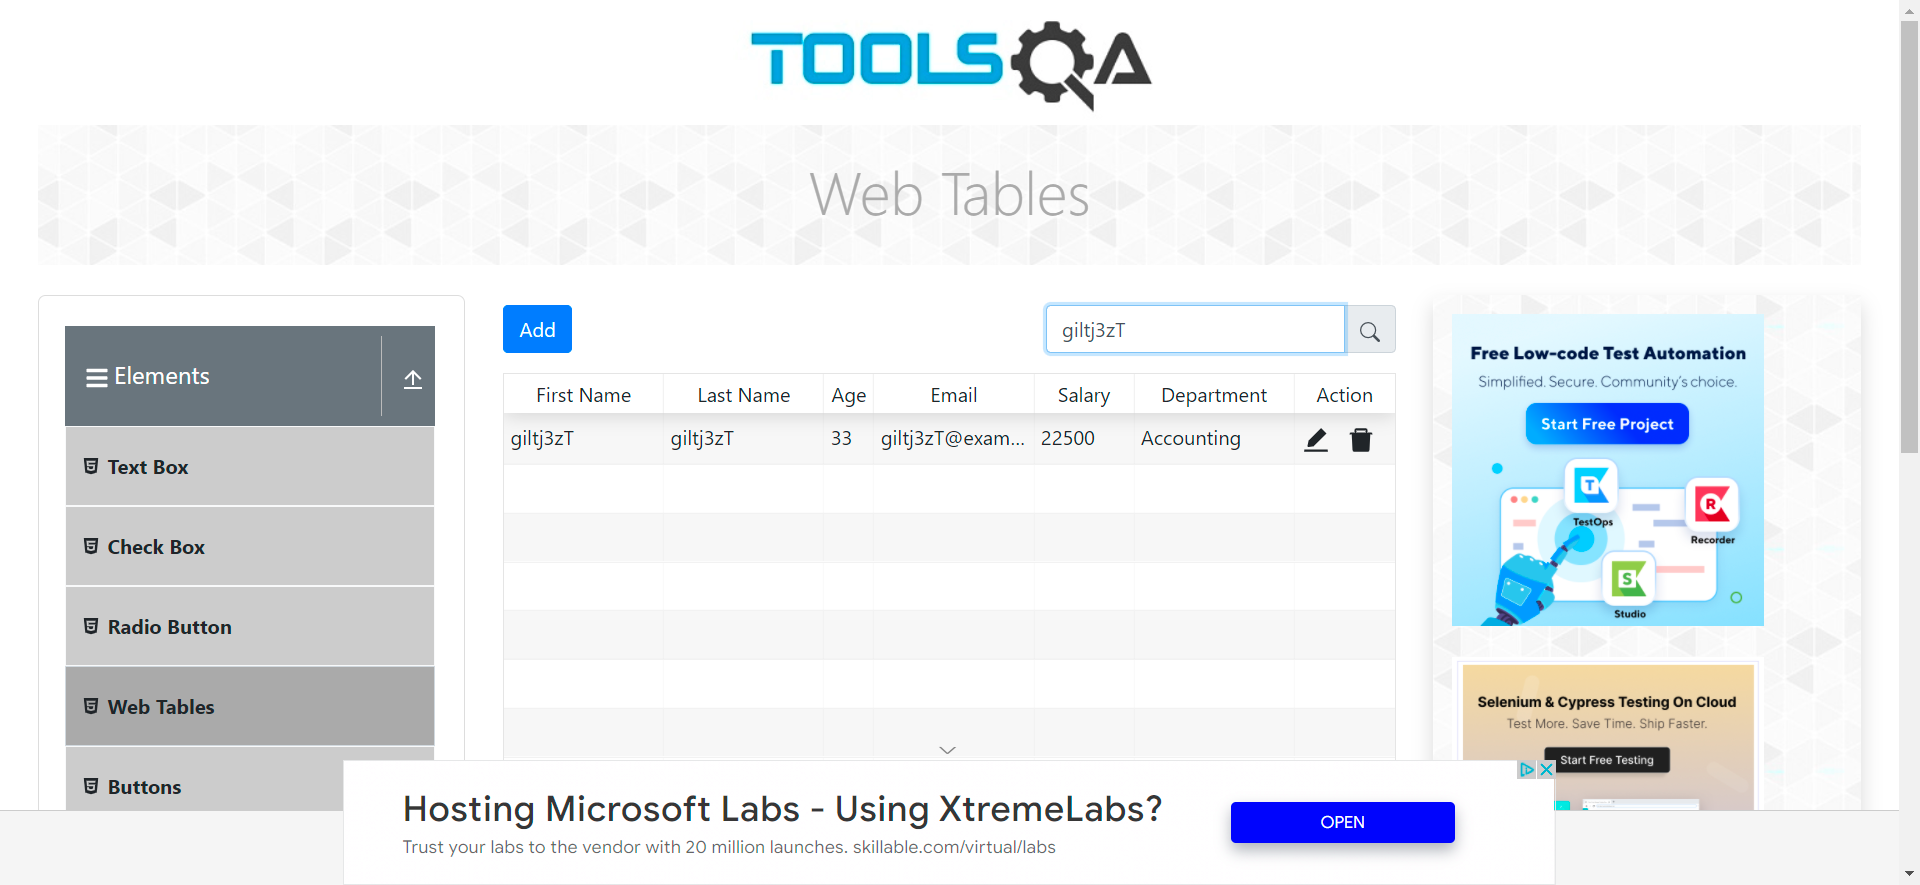 TOOLSQA
Web Tables
Elements
Text Box
Check Box
Radio Button
Web Tables
Buttons
Add
giltj3zT
First Name Last Name Age Email Salary Department Action
giltj3zT giltj3zT 33 giltj3zT@exam... 22500 Accounting
Free Low-code Test Automation
Simplified. Secure. Community's choice.
Start Free Project
TestOps
Recorder
Studio
Selenium & Cypress Testing On Cloud
Test More. Save Time. Ship Faster.
Start Free Testing
Hosting Microsoft Labs - Using XtremeLabs?
Trust your labs to the vendor with 20 million launches. skillable.com/virtual/labs
OPEN